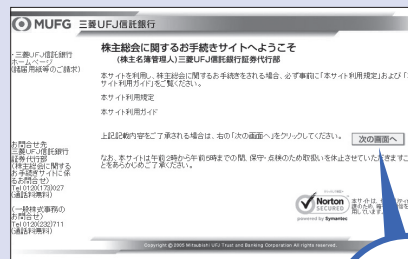 MUFG 三菱UFJ信託銀行
・三菱UFJ信託銀行
ホームページ
(諸届用紙等のご請求)
株主総会に関するお手続きサイトへようこそ
(株主名簿管理人)三菱UFJ信託銀行証券代行部
本サイトを利用し、株主総会に関するお手続きをされる場合、必ず事前に「本サイト利用規定」および「
サイト利用ガイド」をご覧ください。
本サイト利用規定
本サイト利用ガイド
上記記載内容をご了承される場合は、右の「次の画面へ」をクリックしてください。
次の画面へ
なお、本サイトは午前2時から午前5時までの間、保守・点検のため取扱いを休止させていただきますこ
とをあらかじめご了承ください。
お問合せ先
三菱UFJ信託銀行
証券代行部
(株主総会に関する
お手続きサイトに係
るお問合せ)
Tel 0120(173)027
(通話料無料)
(一般株式事務の
お問合せ)
Tel 0120(232)711
(通話料無料)
Norton
SECURED
powered by Symantec
本サイトは、
用しています。
Copyright © 2005 Mitsubishi UFJ Trust and Banking Corporation All rights reserved.